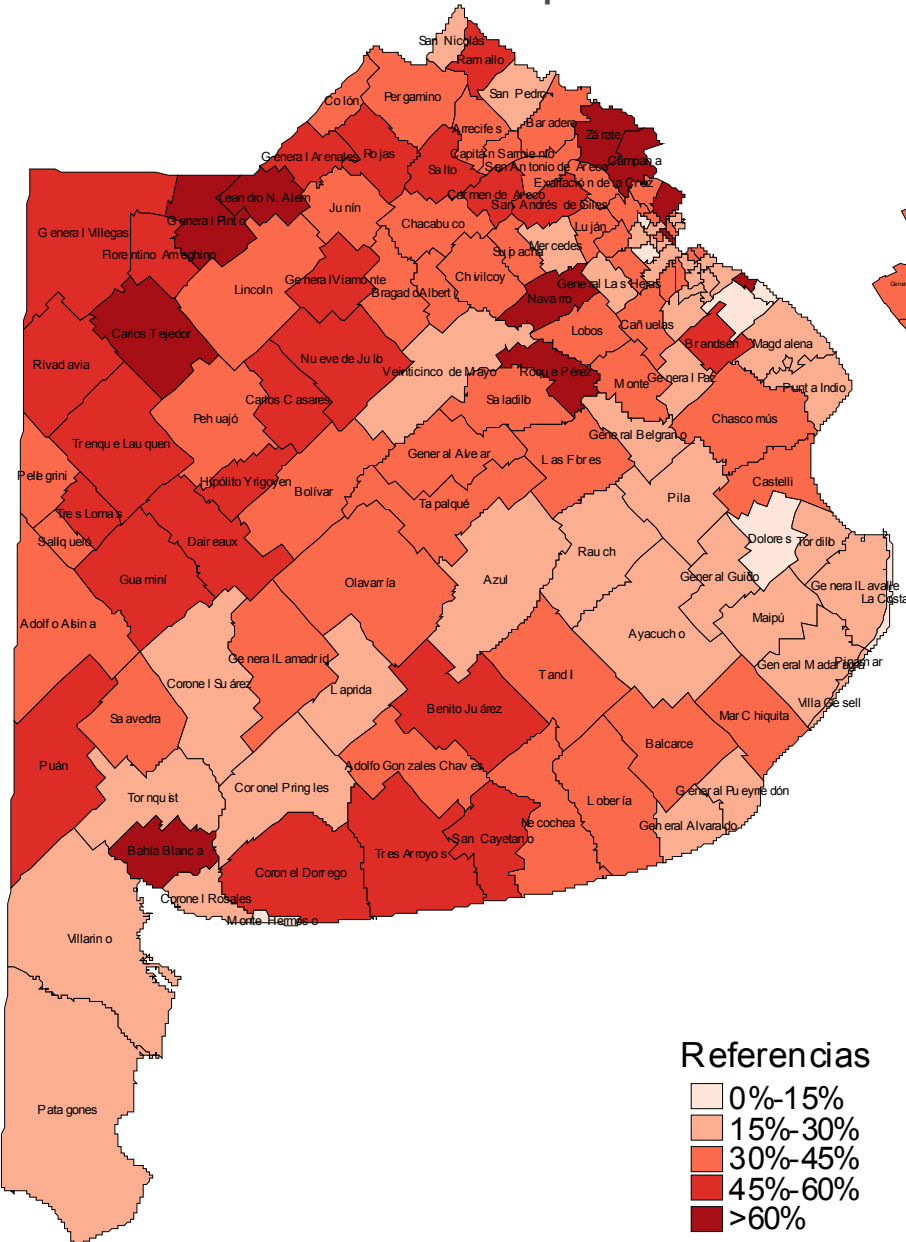 San Nicolás
Ramallo
San Pedro
Colón
Pergamino
Baradero
Arrecifes
Zárate
Capitán Sarmiento
Campana
General Arenales
Rojas
Salto
San Antonio de Areco
Exaltación de la Cruz
Carmen de Areco
Leandro N. Alem
San Andrés de Giles
Junín
General Pinto
Chacabuco
Luján
General Villegas
Mercedes
Suipacha
Florentino Ameghino
Chivilcoy
General Viamonte
General Las Heras
Lincoln
Bragado
Alberti
Navarro
Carlos Tejedor
Lobos
Cañuelas
Brandsen
Magdalena
Nueve de Julio
Rivadavia
Veinticinco de Mayo
Roque Pérez
General Paz
Monte
Punta Indio
Carlos Casares
Saladillo
Pehuajó
Chascomús
General Belgrano
Trenque Lauquen
General Alvear
Las Flores
Pellegrini
Hipólito Yrigoyen
Castelli
Bolívar
Pila
Tapalqué
Tres Lomas
Salliqueló
Daireaux
Dolores
Tordillo
Rauch
Guaminí
Olavarría
Azul
General Guido
General Lavalle
La Costa
Adolfo Alsina
Maipú
Ayacucho
General Lamadrid
General Madariaga
Pinamar
Tandil
Coronel Suárez
Laprida
Villa Gesell
Benito Juárez
Saavedra
Mar Chiquita
Balcarce
Puán
Adolfo Gonzales Chaves
Coronel Pringles
General Pueyrredón
Tornquist
Lobería
Necochea
General Alvarado
San Cayetano
Bahía Blanca
Tres Arroyos
Coronel Dorrego
Coronel Rosales
Monte Hermoso
Villarino
Patagones
Referencias
0%-15%
15%-30%
30%-45%
45%-60%
>60%